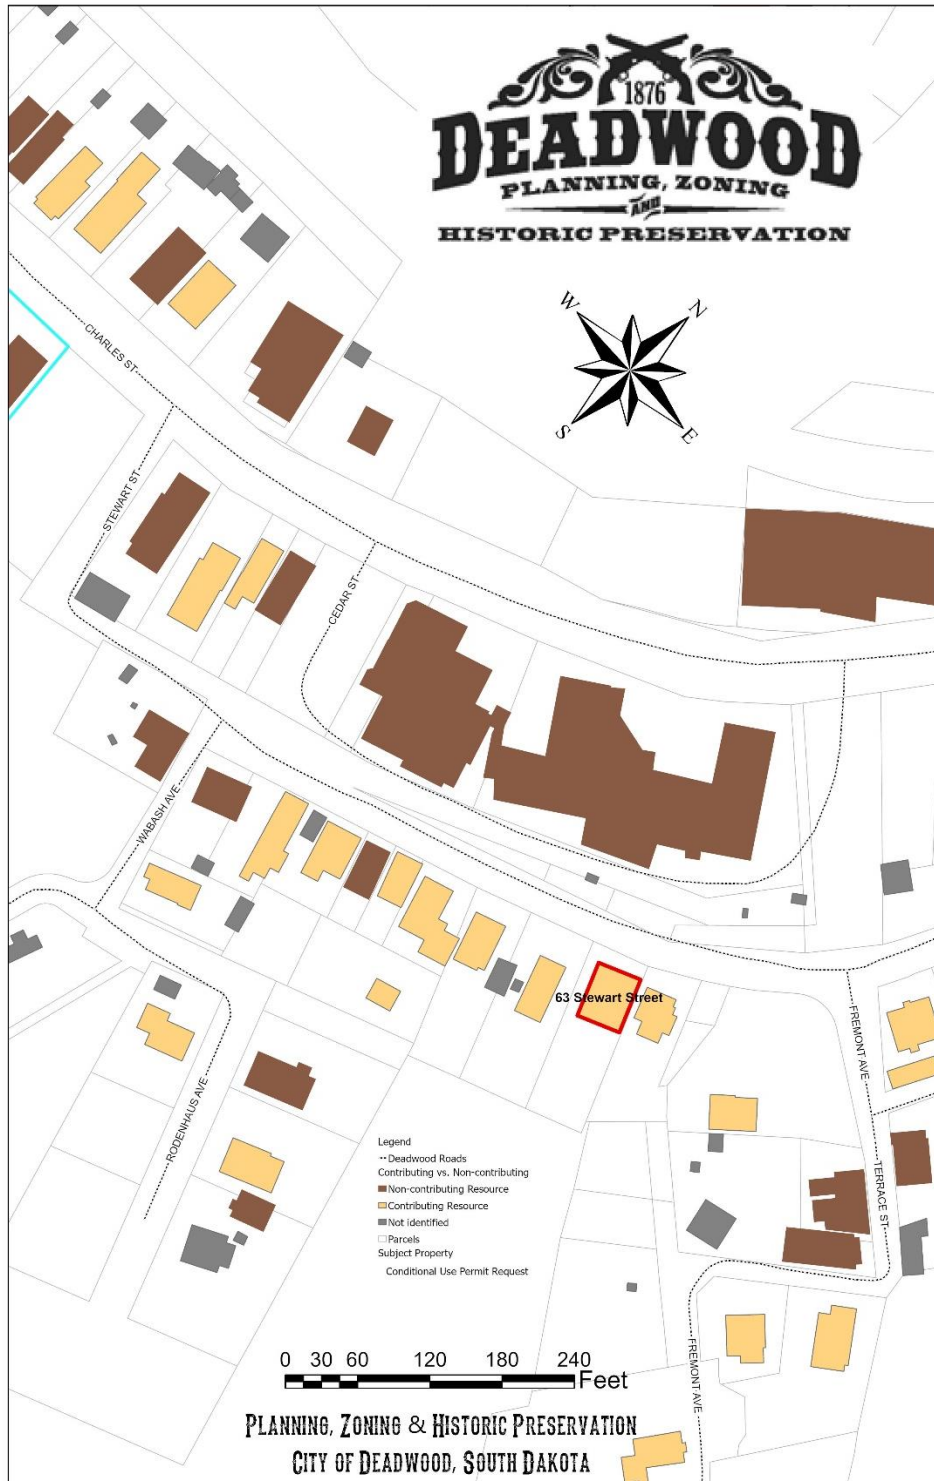 1876
DEADWOOD
PLANNING, ZONING
AND
HISTORIC PRESERVATION
W
N
S
E
CHARLES ST
STEWART ST
CEDAR ST
WABASH AVE
63 Stewart Street
FREMONT AVE
RODENHAUS AVE
TERRACE ST
FREMONT AVE
Legend
Deadwood Roads
Contributing vs. Non-contributing
Non-contributing Resource
Contributing Resource
Not identified
Parcels
Subject Property
Conditional Use Permit Request
0 30 60 120 180 240
Feet
PLANNING, ZONING & HISTORIC PRESERVATION
CITY OF DEADWOOD, SOUTH DAKOTA